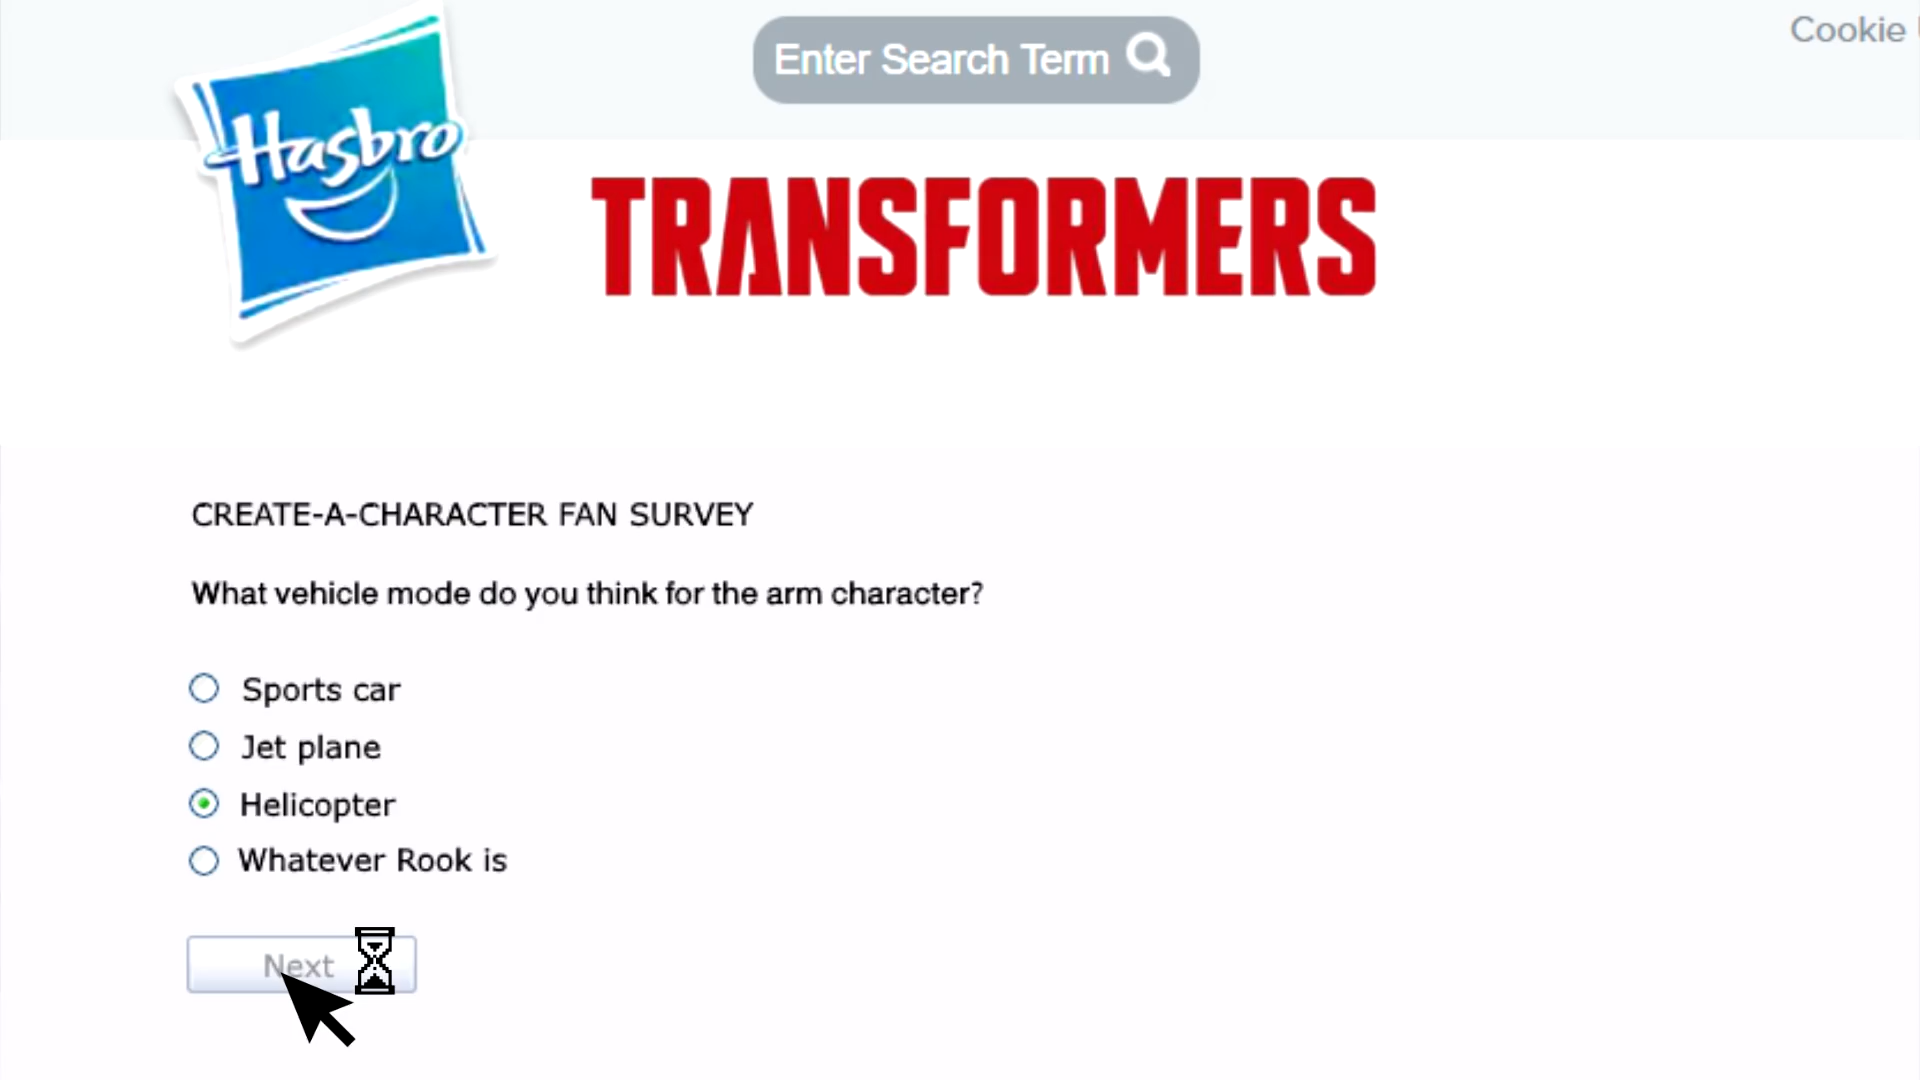 Enter Search Term
Cookie
Hasbro
TRANSFORMERS
CREATE-A-CHARACTER FAN SURVEY
What vehicle mode do you think for the arm character?
Sports car
Jet plane
Helicopter
Whatever Rook is
Next